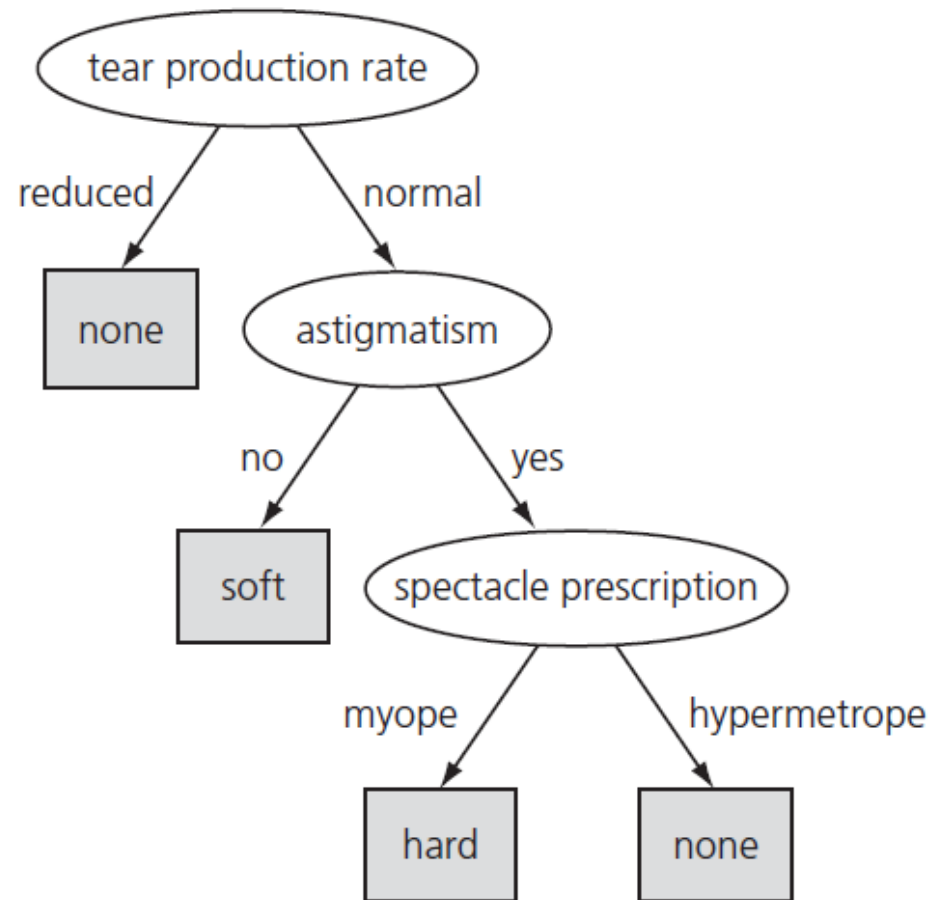 tear production rate
reduced
normal
none
astigmatism
no
yes
soft
spectacle prescription
myope
hypermetrope
hard
none